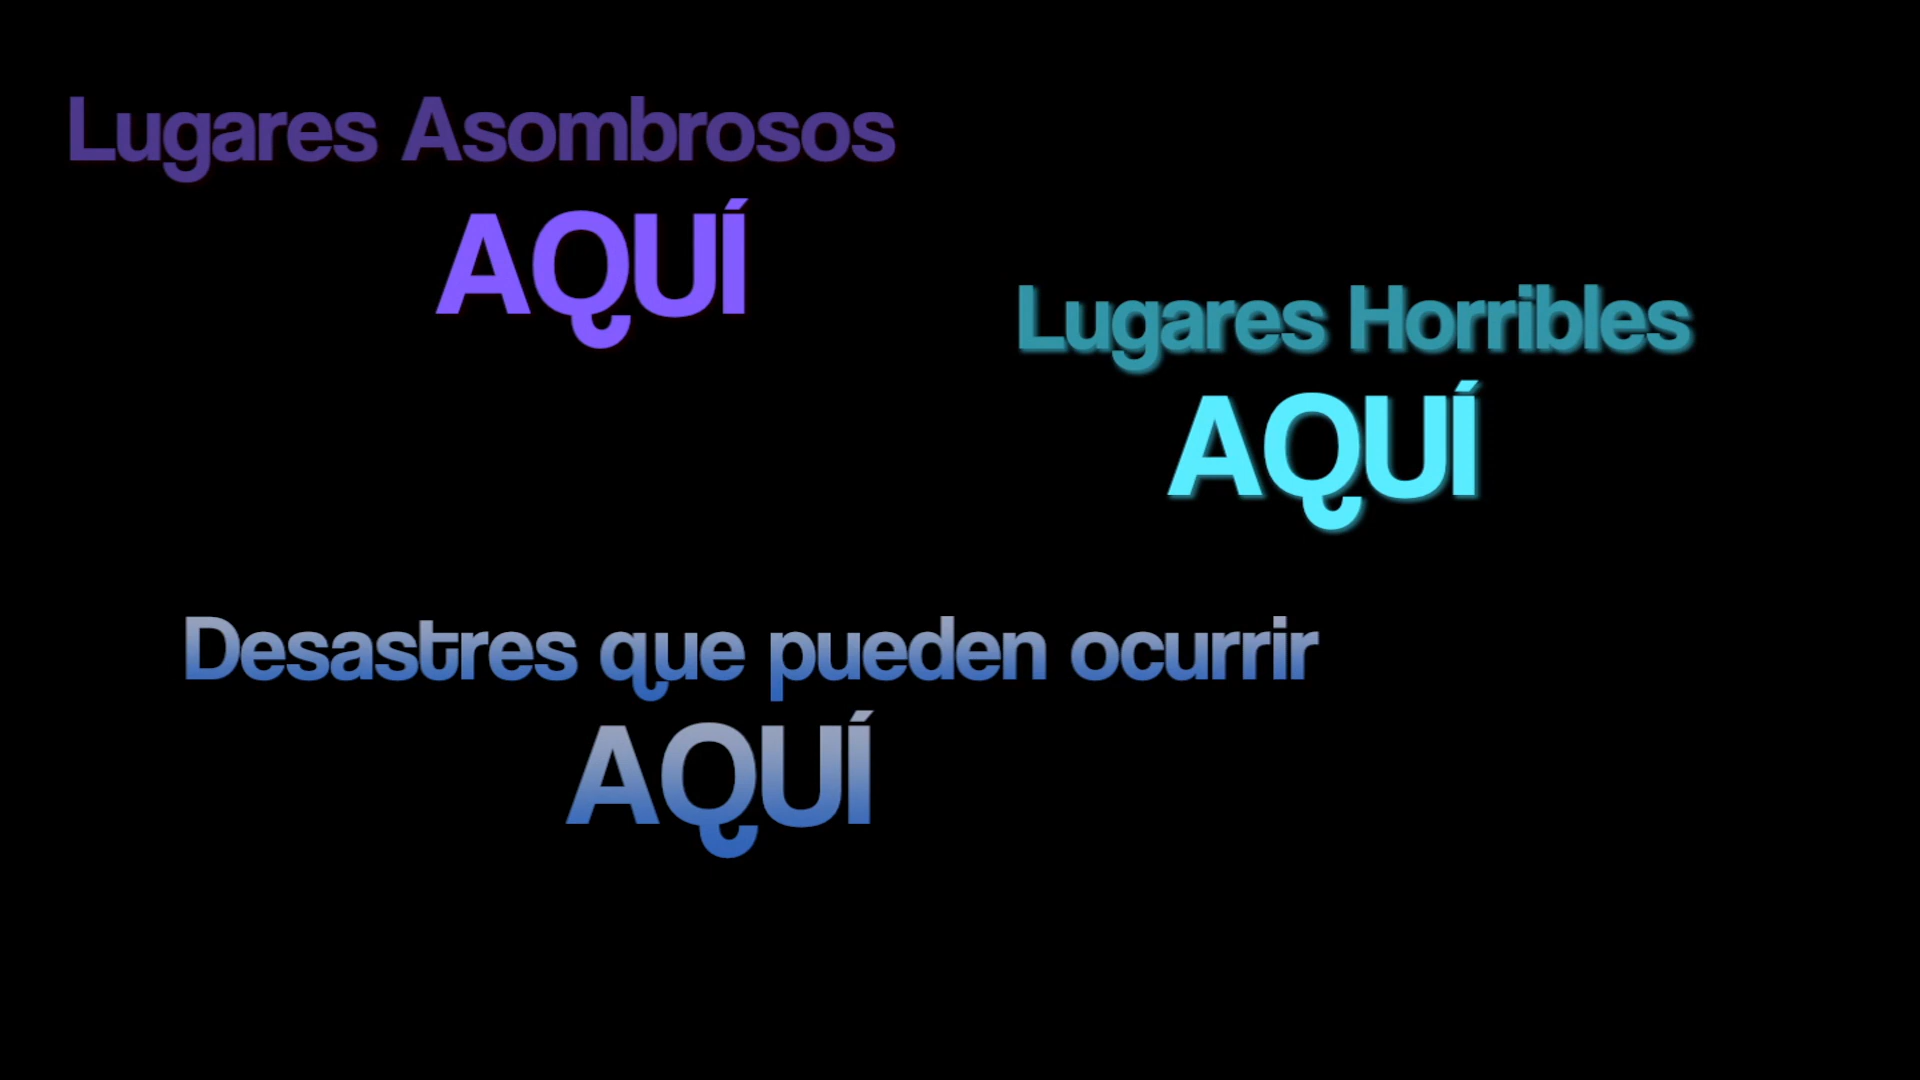 Lugares Asombrosos
AQUÍ
Lugares Horribles
AQUÍ
Desastres que pueden ocurrir
AQUÍ